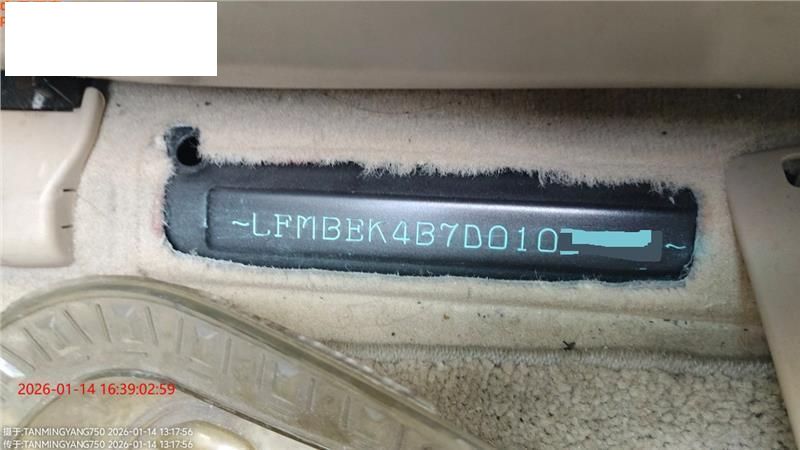 ~LFMBEK4B7D010
~
2026-01-14 16:39:02:59
摄于:TANMINGYANG750 2026-01-14 13:17:56
传于:TANMINGYANG750 2026-01-14 13:17:56